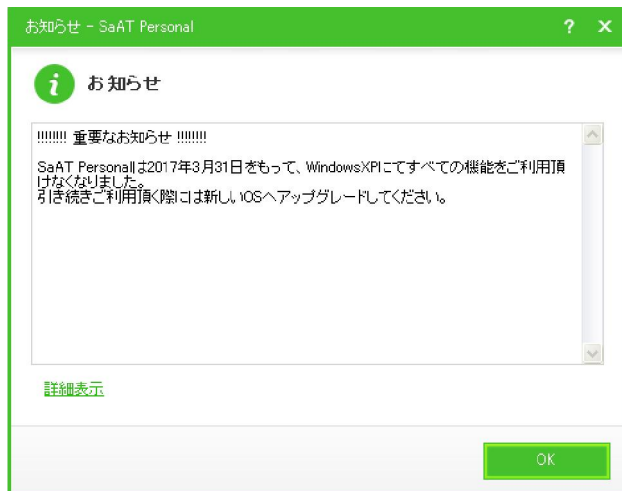 お知らせ - SaAT Personal
? X
i お知らせ
!!!!!!!! 重要なお知らせ !!!!!!!!
SaAT Personalは2017年3月31日をもって、WindowsXPにてすべての機能をご利用頂
けなくなりました。
引き続きご利用頂く際には新しいOSへアップグレードしてください。
詳細表示
OK